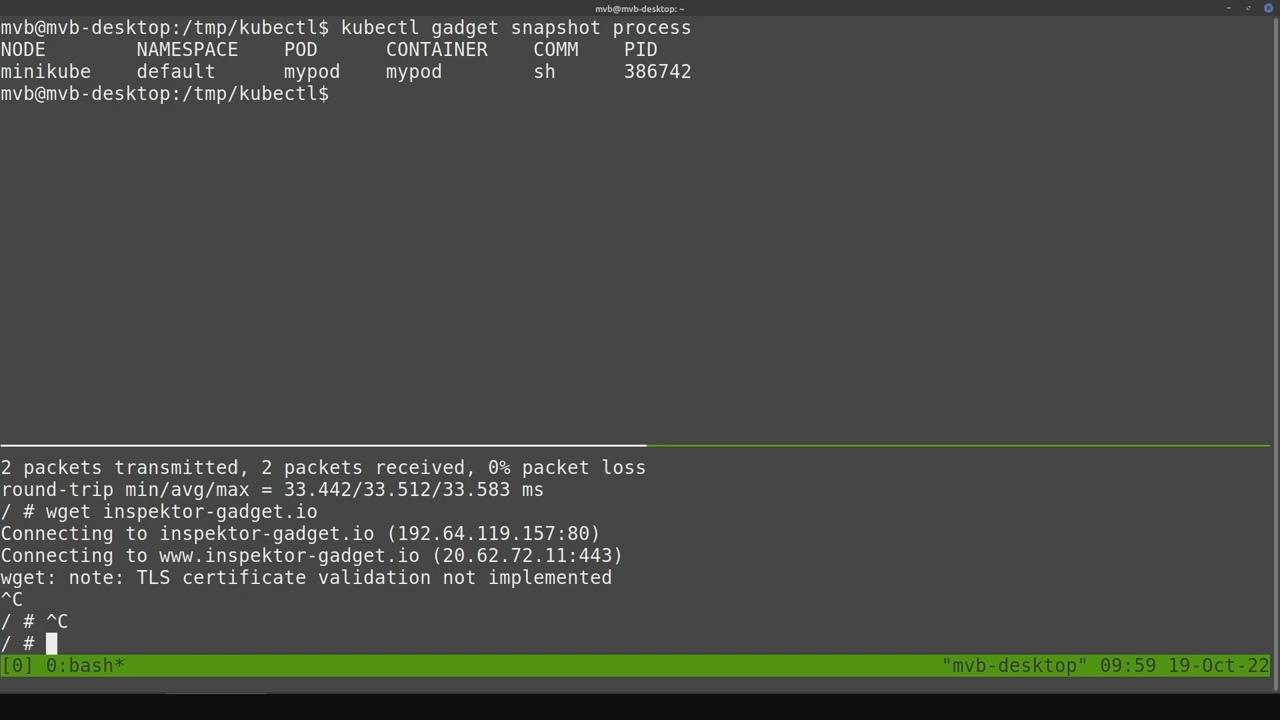 mvb@mvb-desktop: ~
mvb@mvb-desktop:/tmp/kubectl$ kubectl gadget snapshot process
NODE        NAMESPACE    POD      CONTAINER    COMM    PID
minikube    default      mypod    mypod        sh      386742
mvb@mvb-desktop:/tmp/kubectl$
2 packets transmitted, 2 packets received, 0% packet loss
round-trip min/avg/max = 33.442/33.512/33.583 ms
/ # wget inspektor-gadget.io
Connecting to inspektor-gadget.io (192.64.119.157:80)
Connecting to www.inspektor-gadget.io (20.62.72.11:443)
wget: note: TLS certificate validation not implemented
^C
/ # ^C
/ #
[0] 0:bash* "mvb-desktop" 09:59 19-Oct-22